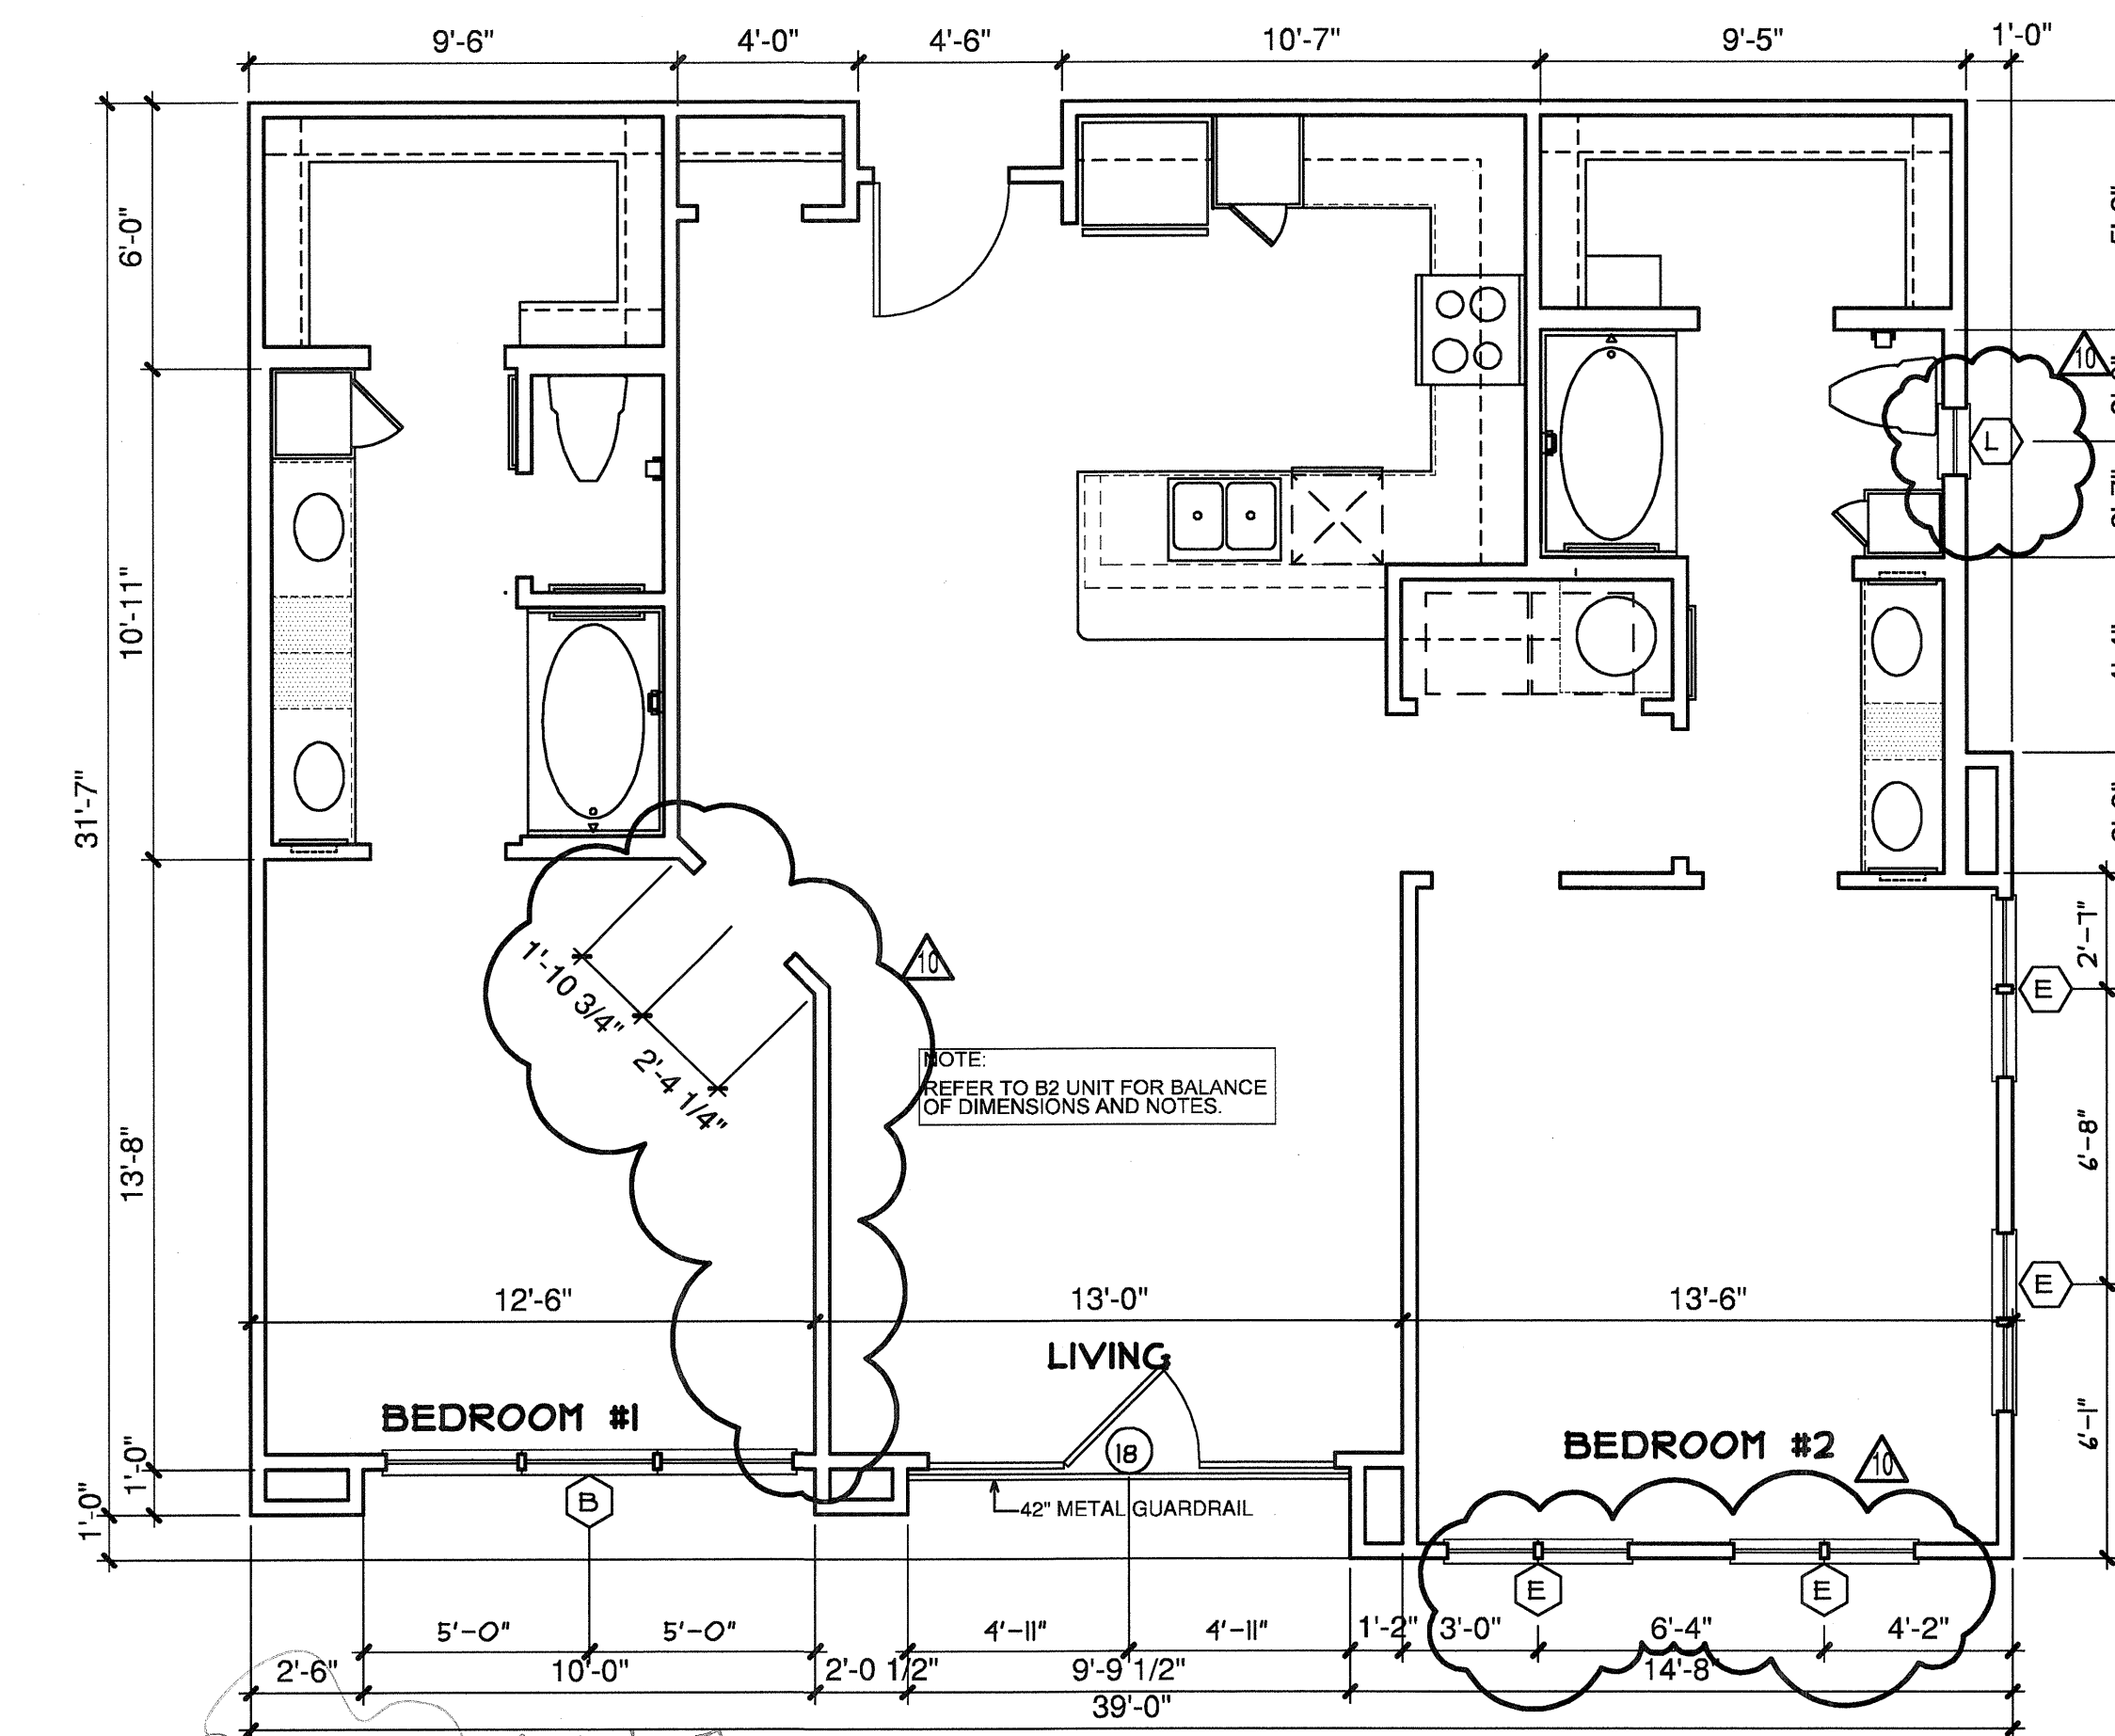 9'-6"
4'-0"
4'-6"
10'-7"
9'-5"
1'-0"
6'-0"
10'-11"
31'-7"
13'-8"
1'-0"
1'-0"
10
L
10
1'-10 3/4"
2'-4 1/4"
NOTE:
REFER TO B2 UNIT FOR BALANCE
OF DIMENSIONS AND NOTES.
2'-7"
E
6'-8"
E
6'-1"
12'-6"
13'-0"
13'-6"
LIVING
BEDROOM #1
BEDROOM #2
10
18
B
42" METAL GUARDRAIL
E
E
5'-0"
5'-0"
4'-11"
4'-11"
1'-2"
3'-0"
6'-4"
4'-2"
2'-6"
10'-0"
2'-0 1/2"
9'-9 1/2"
14'-8"
39'-0"